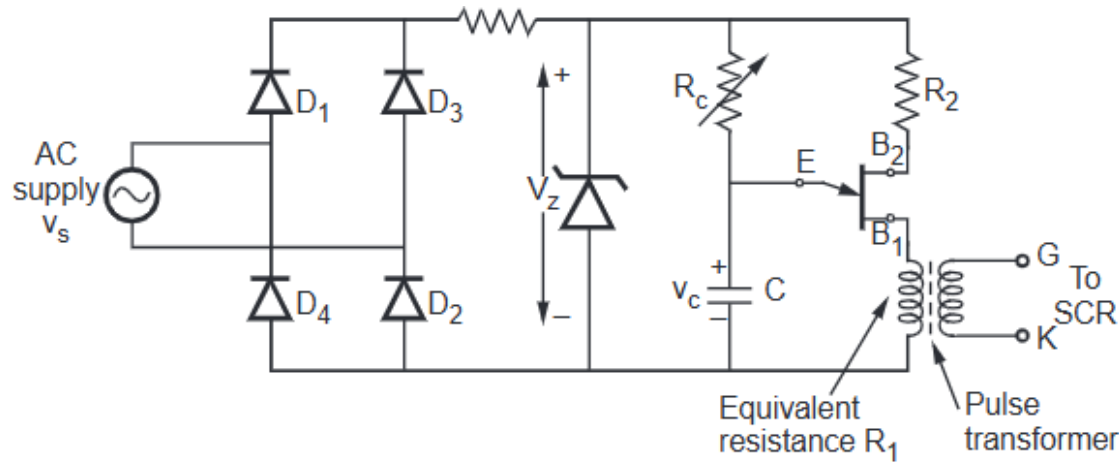 D1
D3
AC
supply
vs
D4
D2
+
Vz
–
Rc
R2
E
B2
B1
+
vc
C
–
G
To
SCR
K
Equivalent
resistance R1
Pulse
transformer